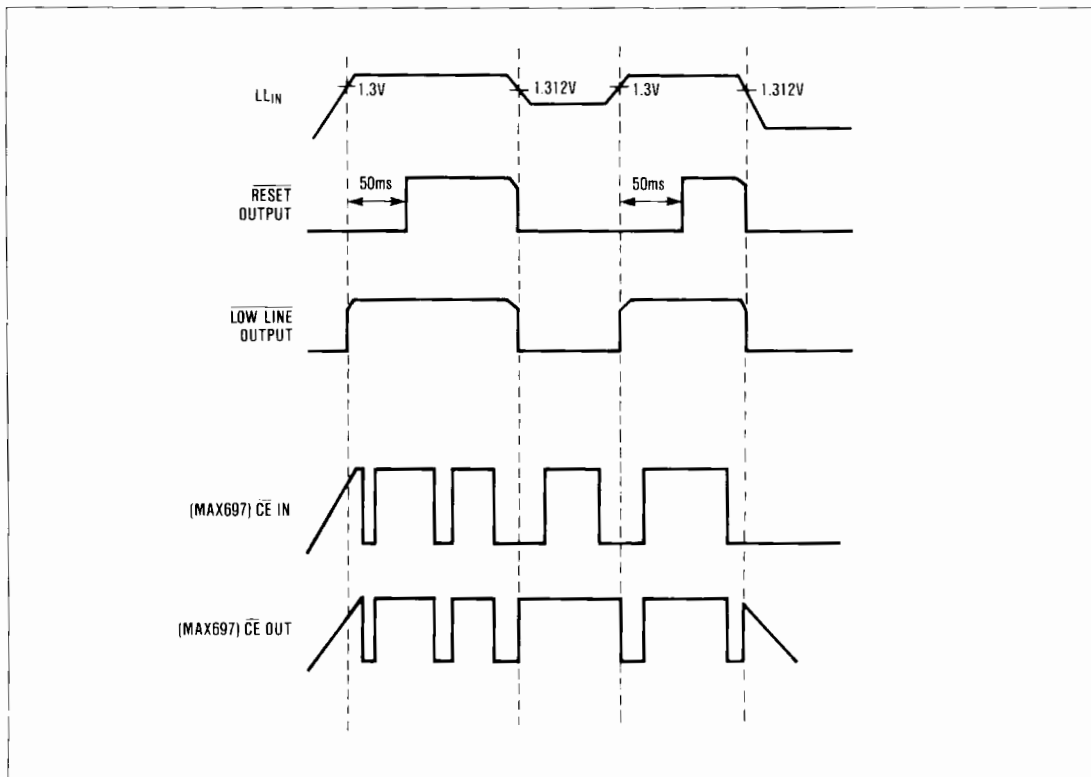 LLIN
1.3V
1.312V
1.3V
1.312V
RESET
OUTPUT
50ms
50ms
LOW LINE
OUTPUT
(MAX697) CE IN
(MAX697) CE OUT